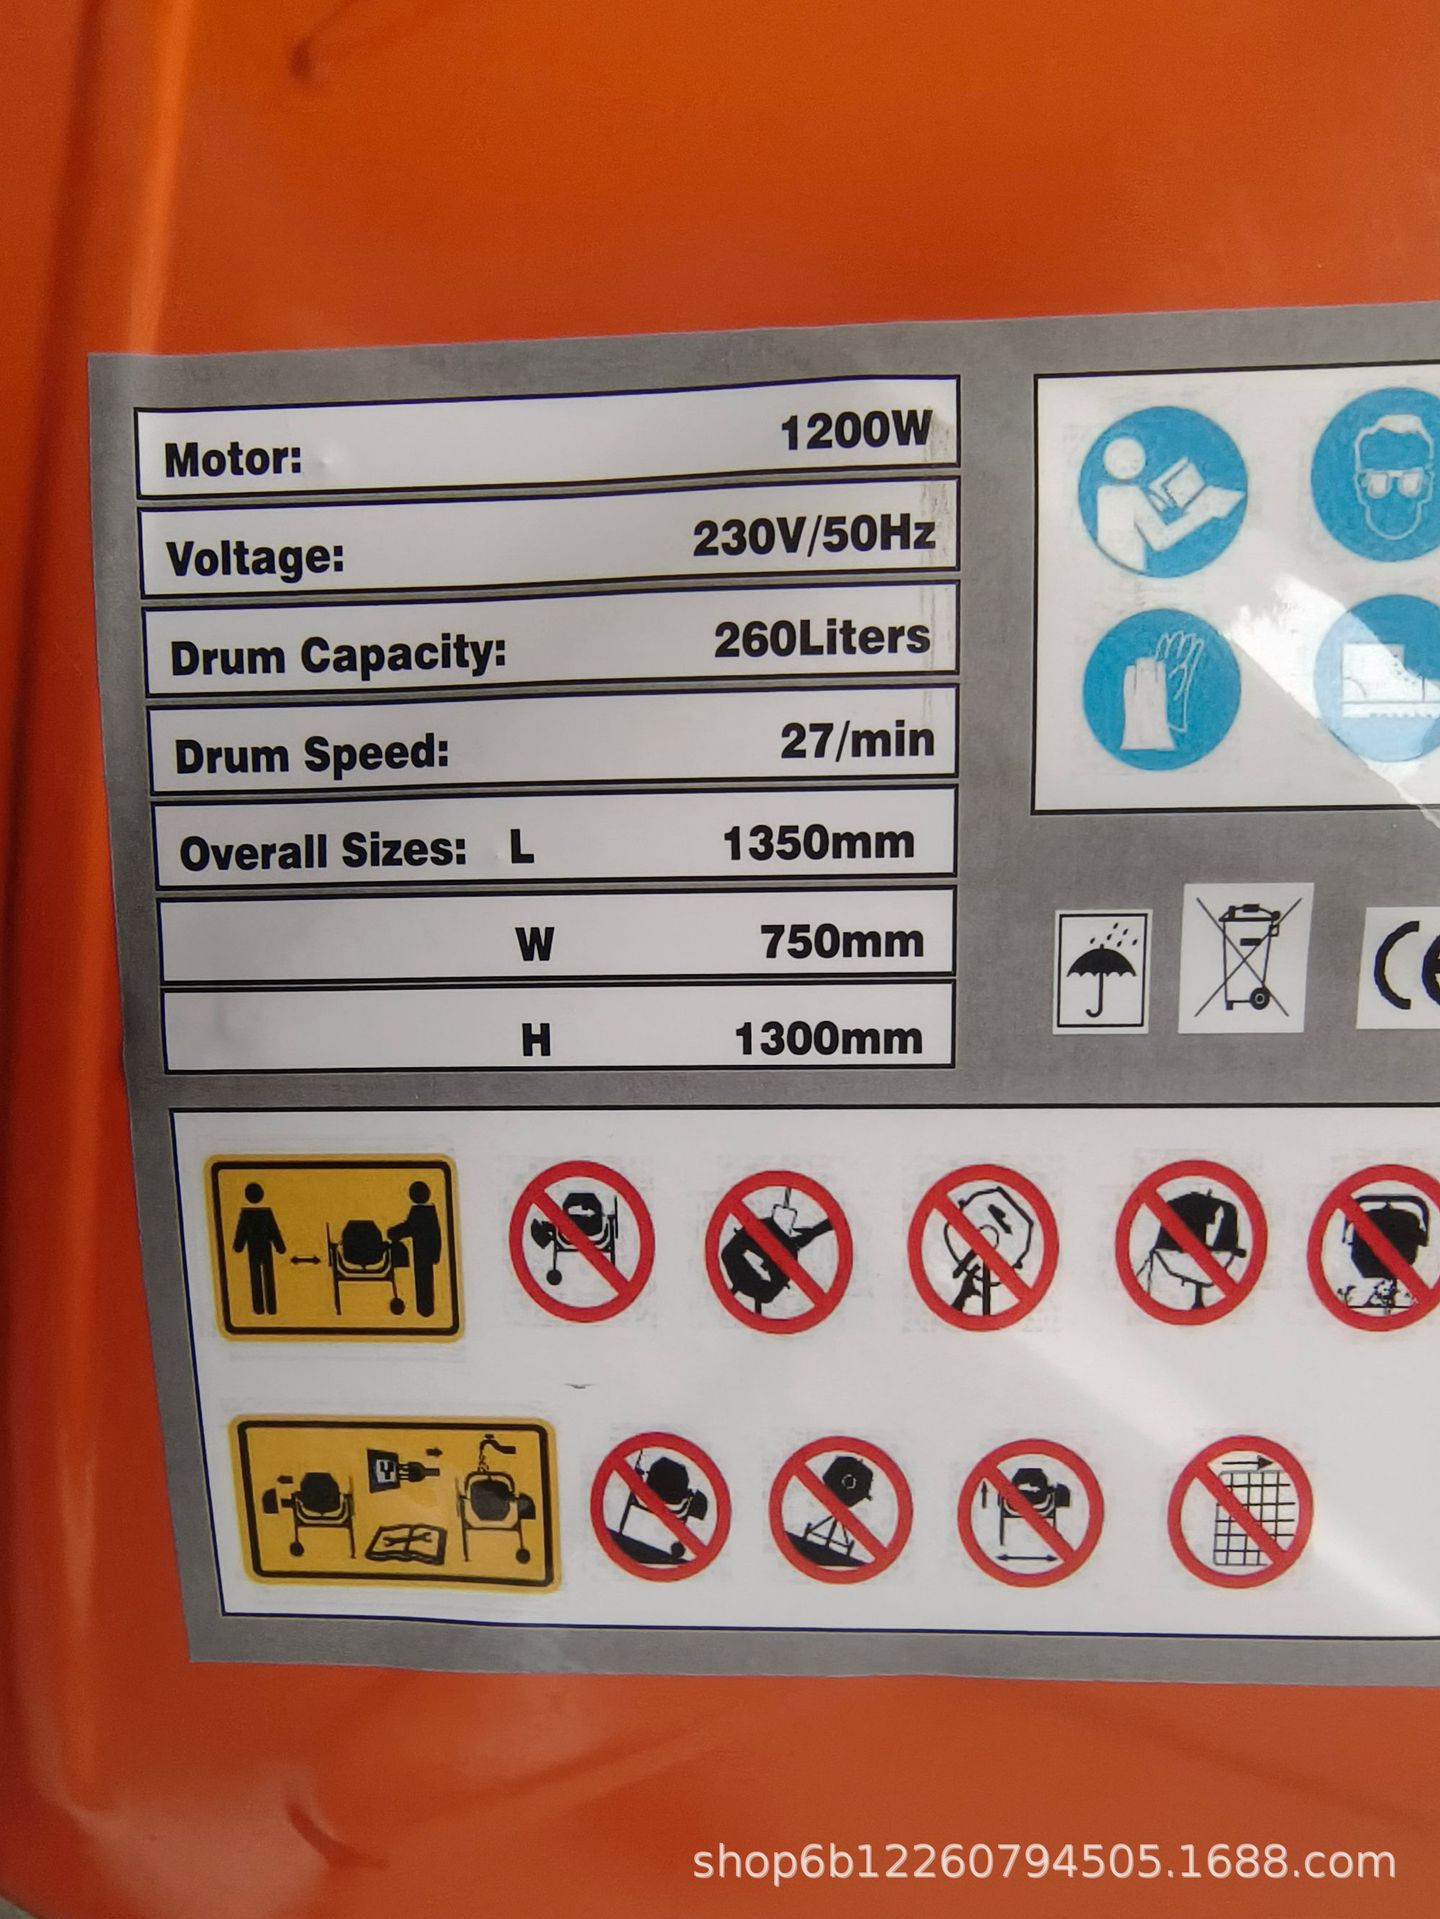 Motor: 1200W
Voltage: 230V/50Hz
Drum Capacity: 260Liters
Drum Speed: 27/min
Overall Sizes: L 1350mm
W 750mm
H 1300mm
CE
shop6b12260794505.1688.com